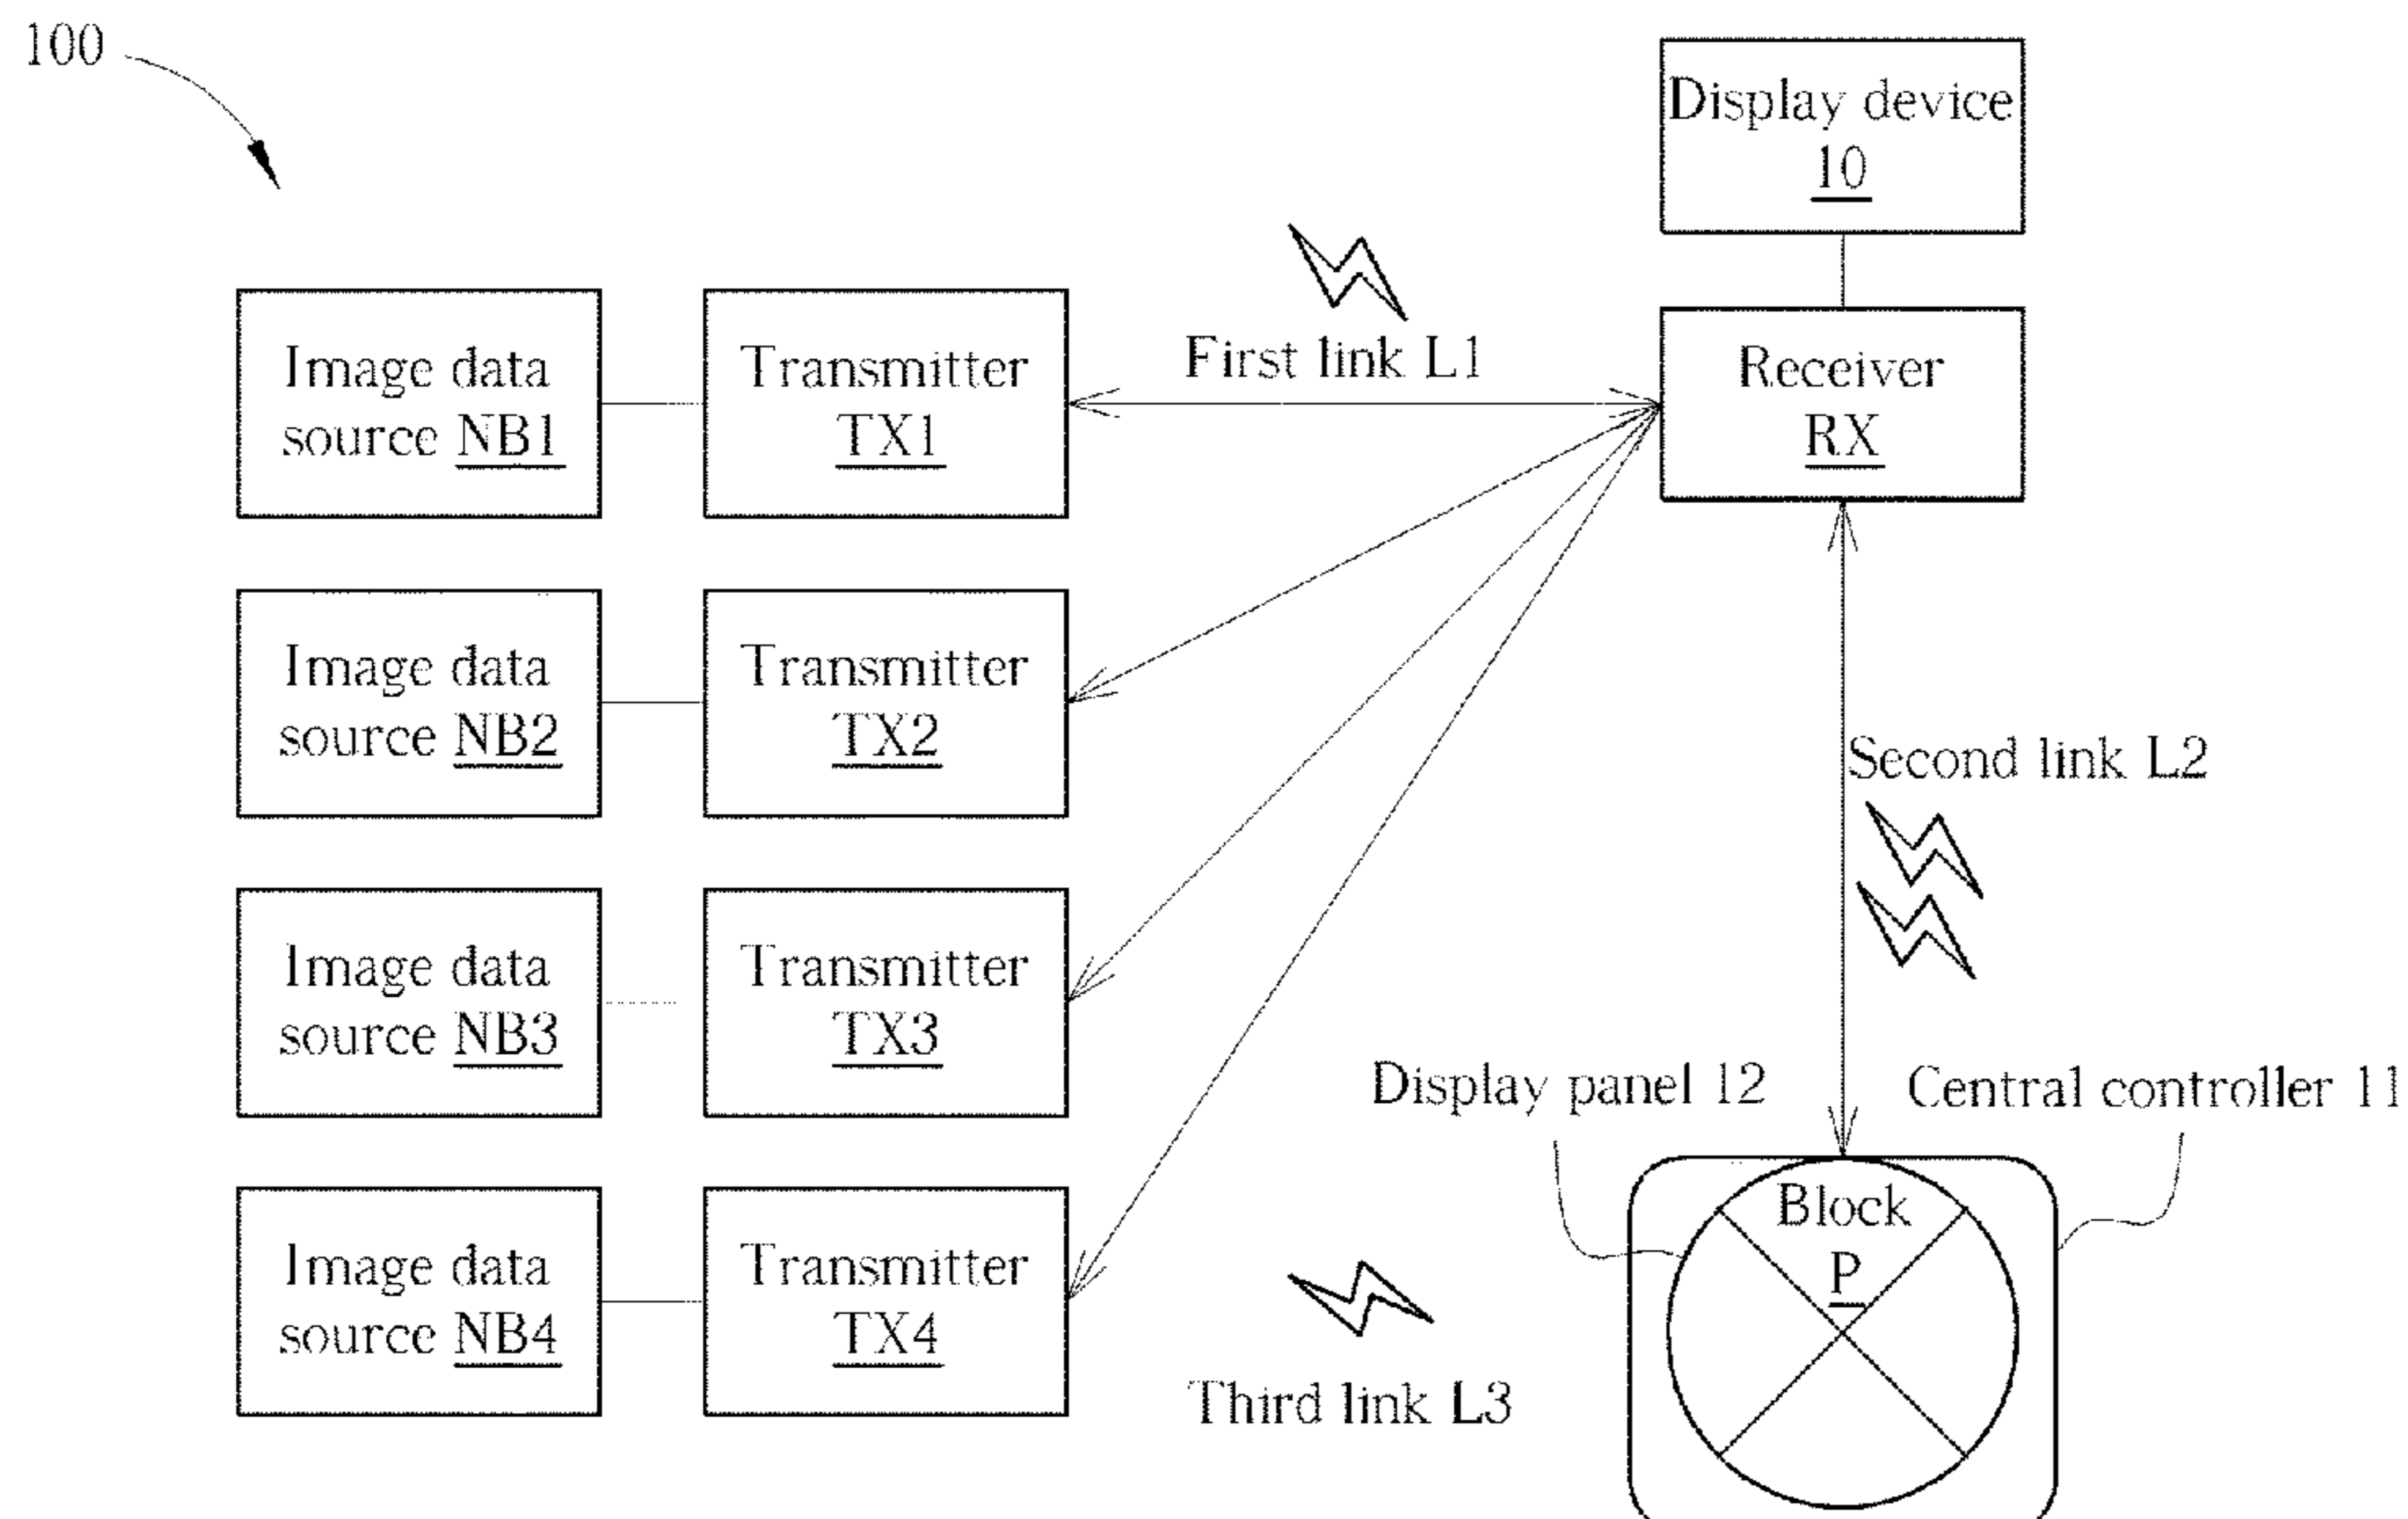 100
Display device
10
Image data
source NB1
Transmitter
TX1
First link L1
Receiver
RX
Image data
source NB2
Transmitter
TX2
Second link L2
Image data
source NB3
Transmitter
TX3
Display panel 12
Central controller 11
Image data
source NB4
Transmitter
TX4
Third link L3
Block
P